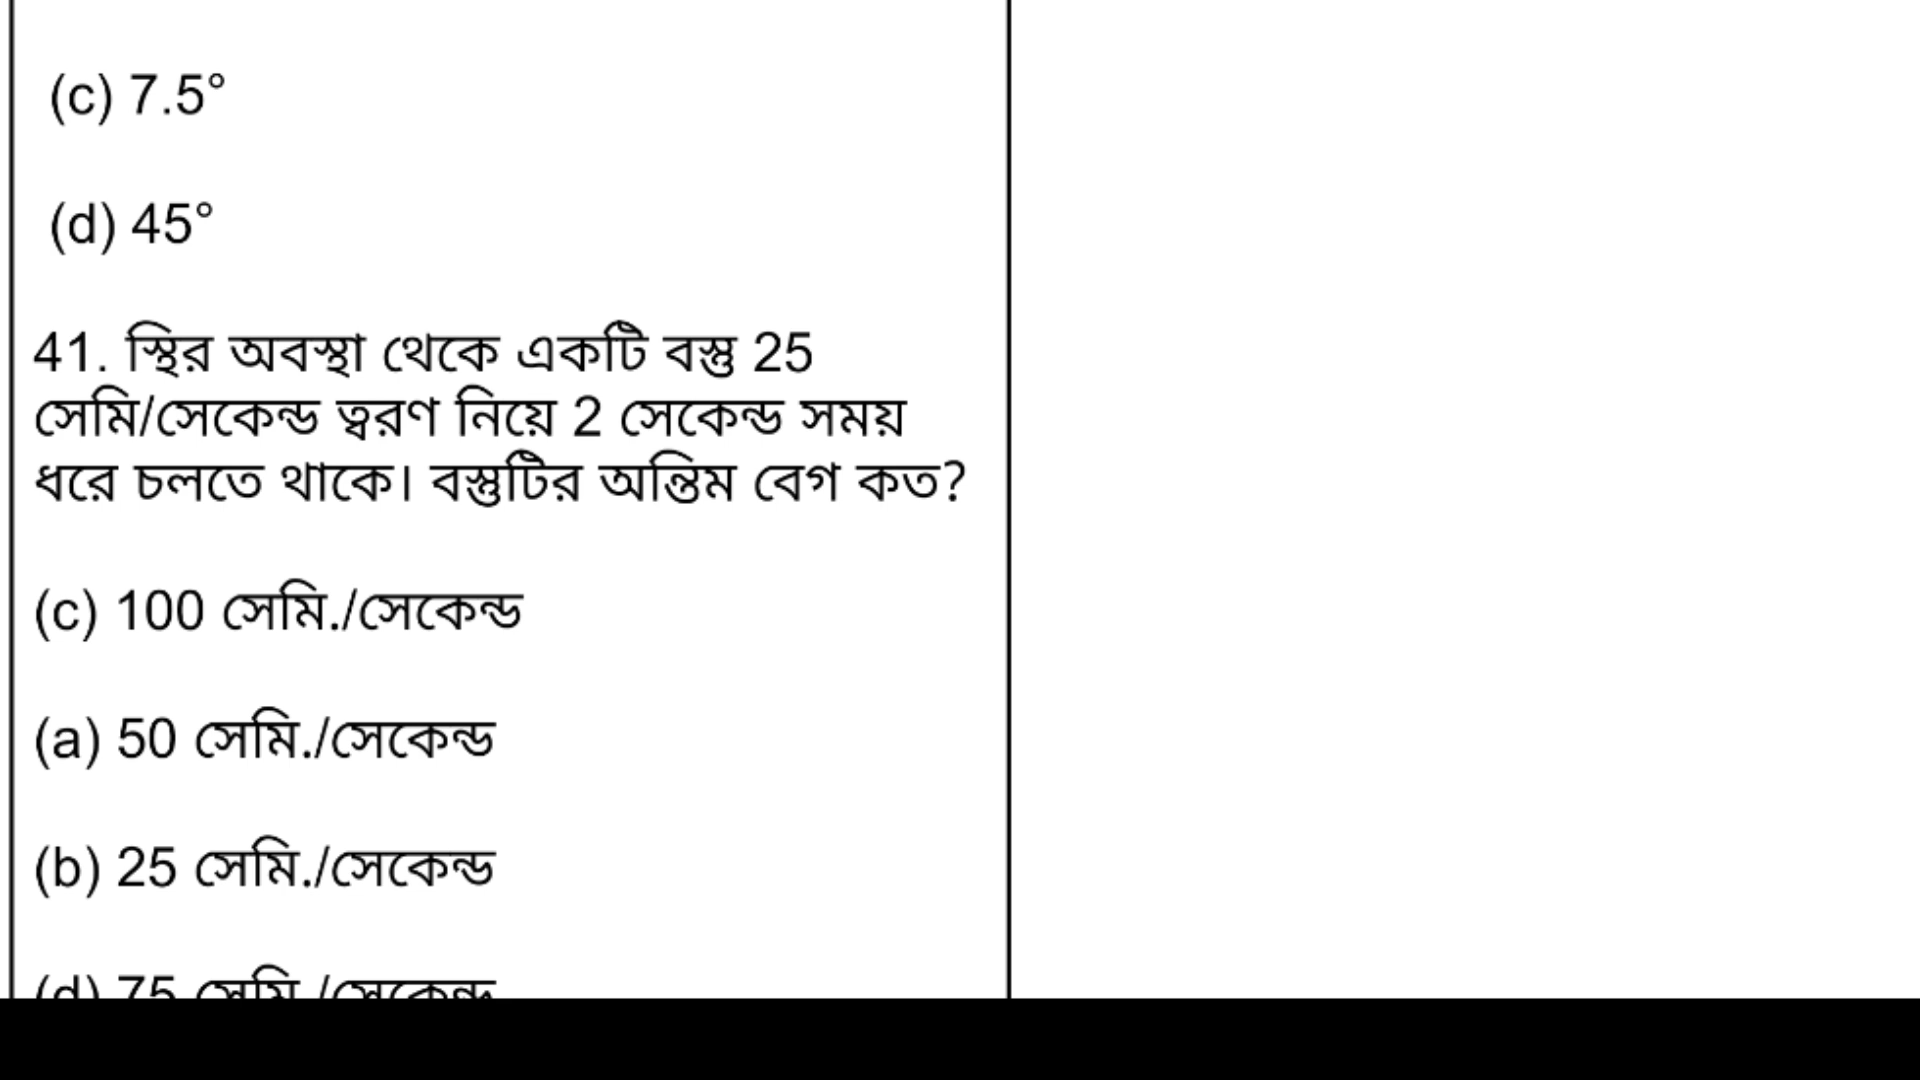 (c) 7.5°
(d) 45°
41. স্থির অবস্থা থেকে একটি বস্তু 25
সেমি/সেকেন্ড ত্বরণ নিয়ে 2 সেকেন্ড সময়
ধরে চলতে থাকে। বস্তুটির অন্তিম বেগ কত?
(c) 100 সেমি./সেকেন্ড
(a) 50 সেমি./সেকেন্ড
(b) 25 সেমি./সেকেন্ড
(d) 75 সেমি./সেকেন্ড